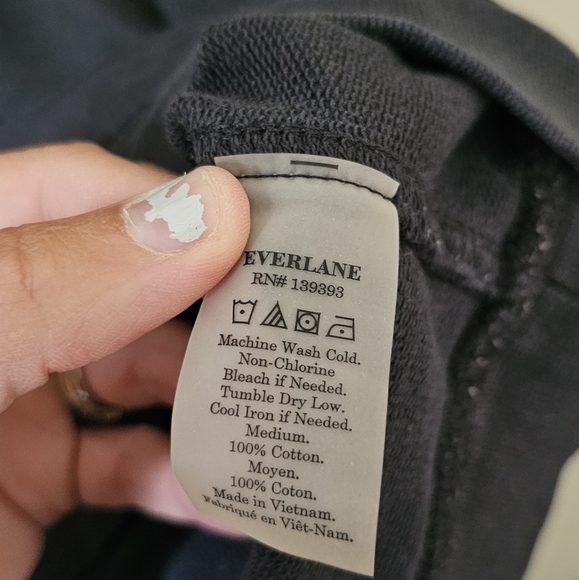 EVERLANE
RN# 139393
Machine Wash Cold.
Non-Chlorine
Bleach if Needed.
Tumble Dry Low.
Cool Iron if Needed.
Medium.
100% Cotton.
Moyen.
100% Coton.
Made in Vietnam.
Fabriqué en Viêt-Nam.